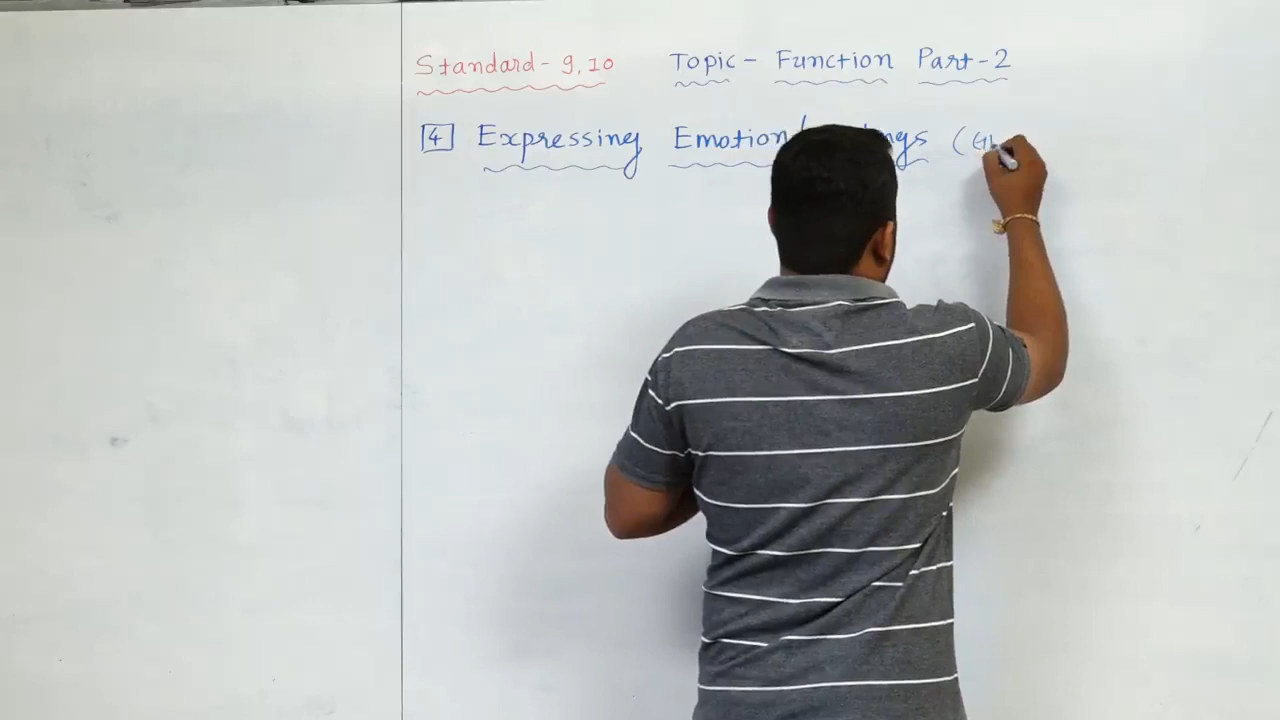 Standard - 9,10 Topic - Function Part-2
4 Expressing Emotion/